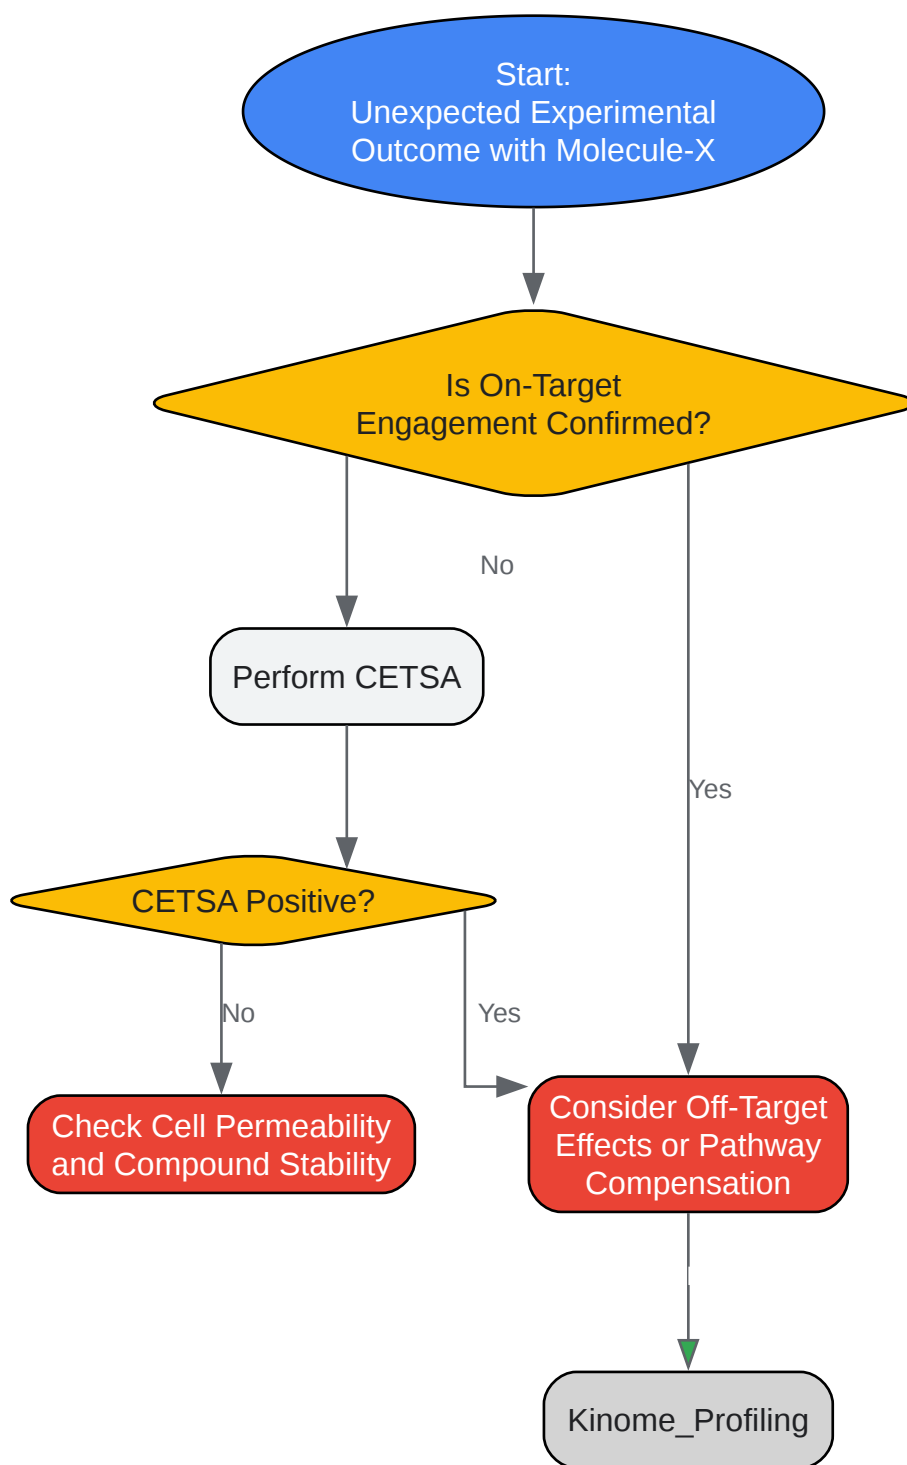 Start:
Unexpected Experimental
Outcome with Molecule-X
Is On-Target
Engagement Confirmed?
No
Perform CETSA
Yes
CETSA Positive?
No
Yes
Check Cell Permeability
and Compound Stability
Consider Off-Target
Effects or Pathway
Compensation
Kinome_Profiling